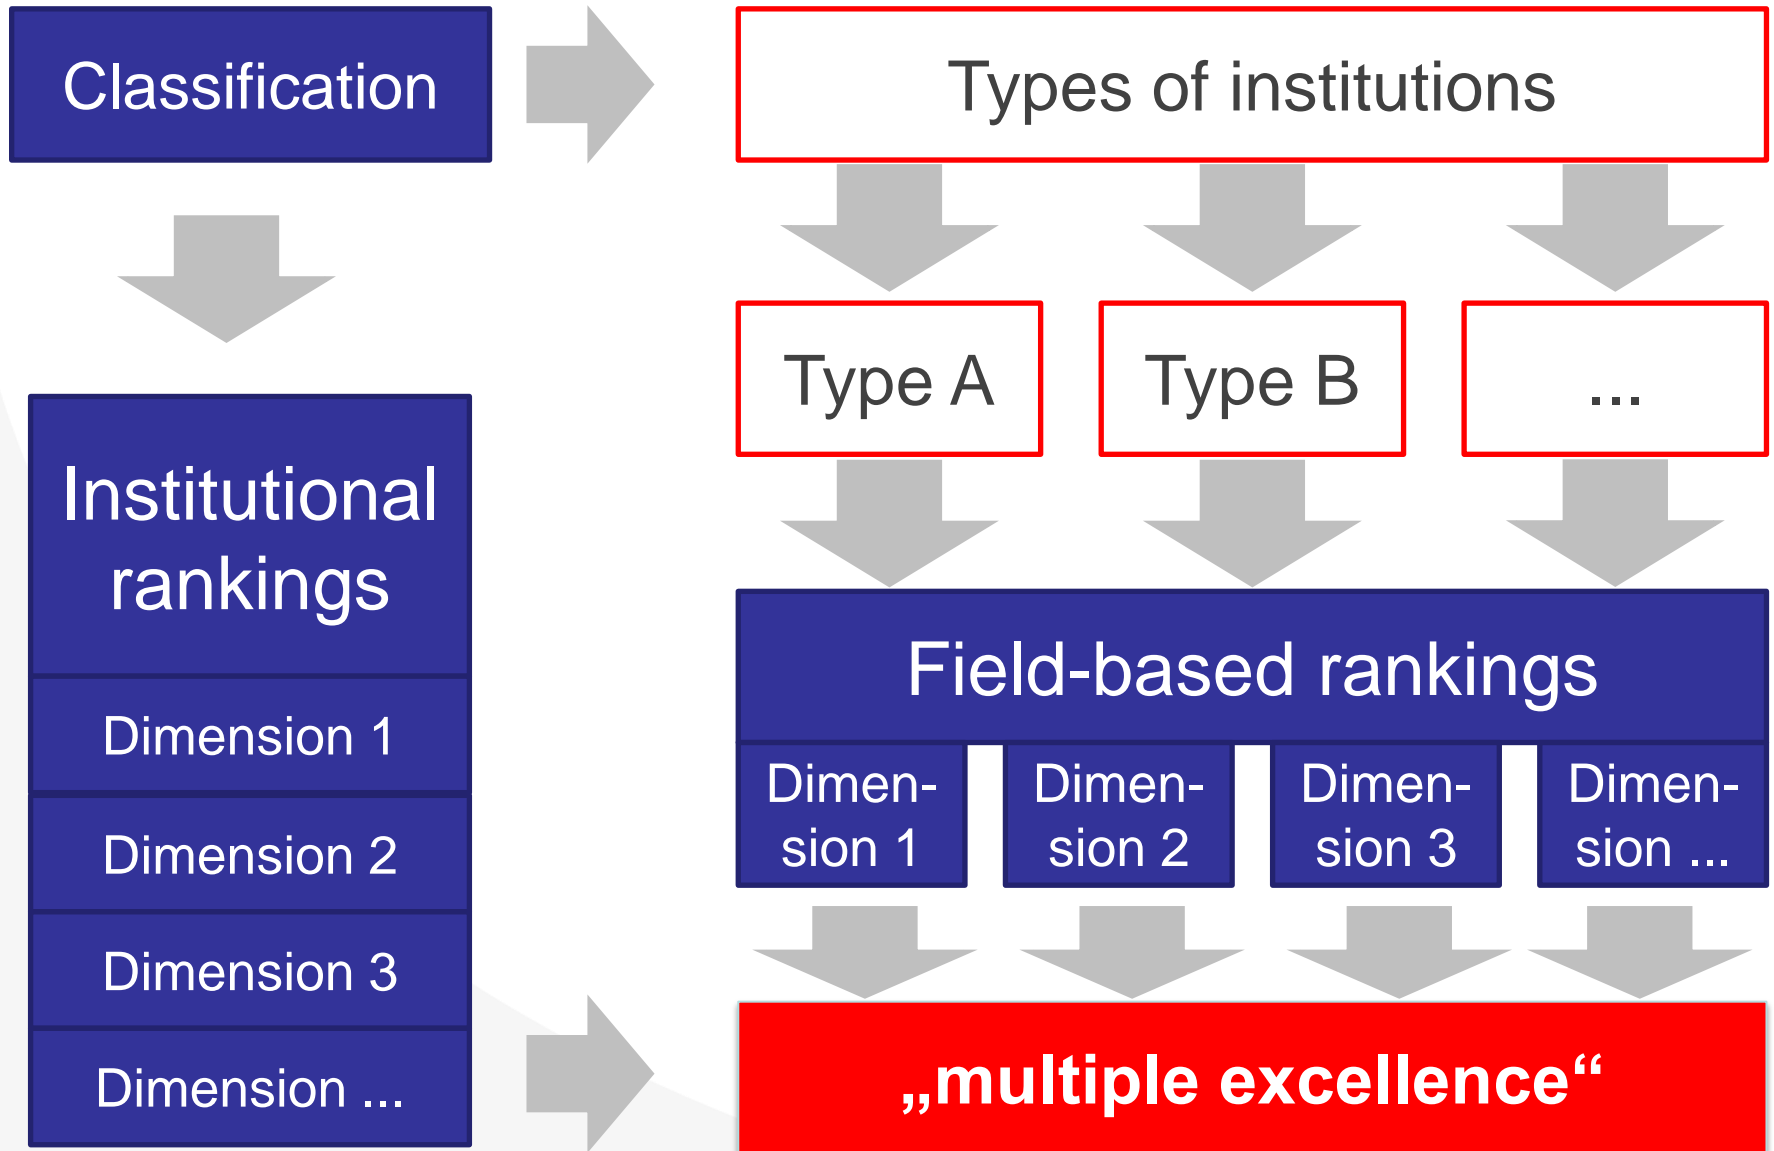 Classification
Types of institutions
Type A
Type B
...
Institutional
rankings
Dimension 1
Dimension 2
Dimension 3
Dimension ...
Field-based rankings
Dimen-
sion 1
Dimen-
sion 2
Dimen-
sion 3
Dimen-
sion ...
„multiple excellence“